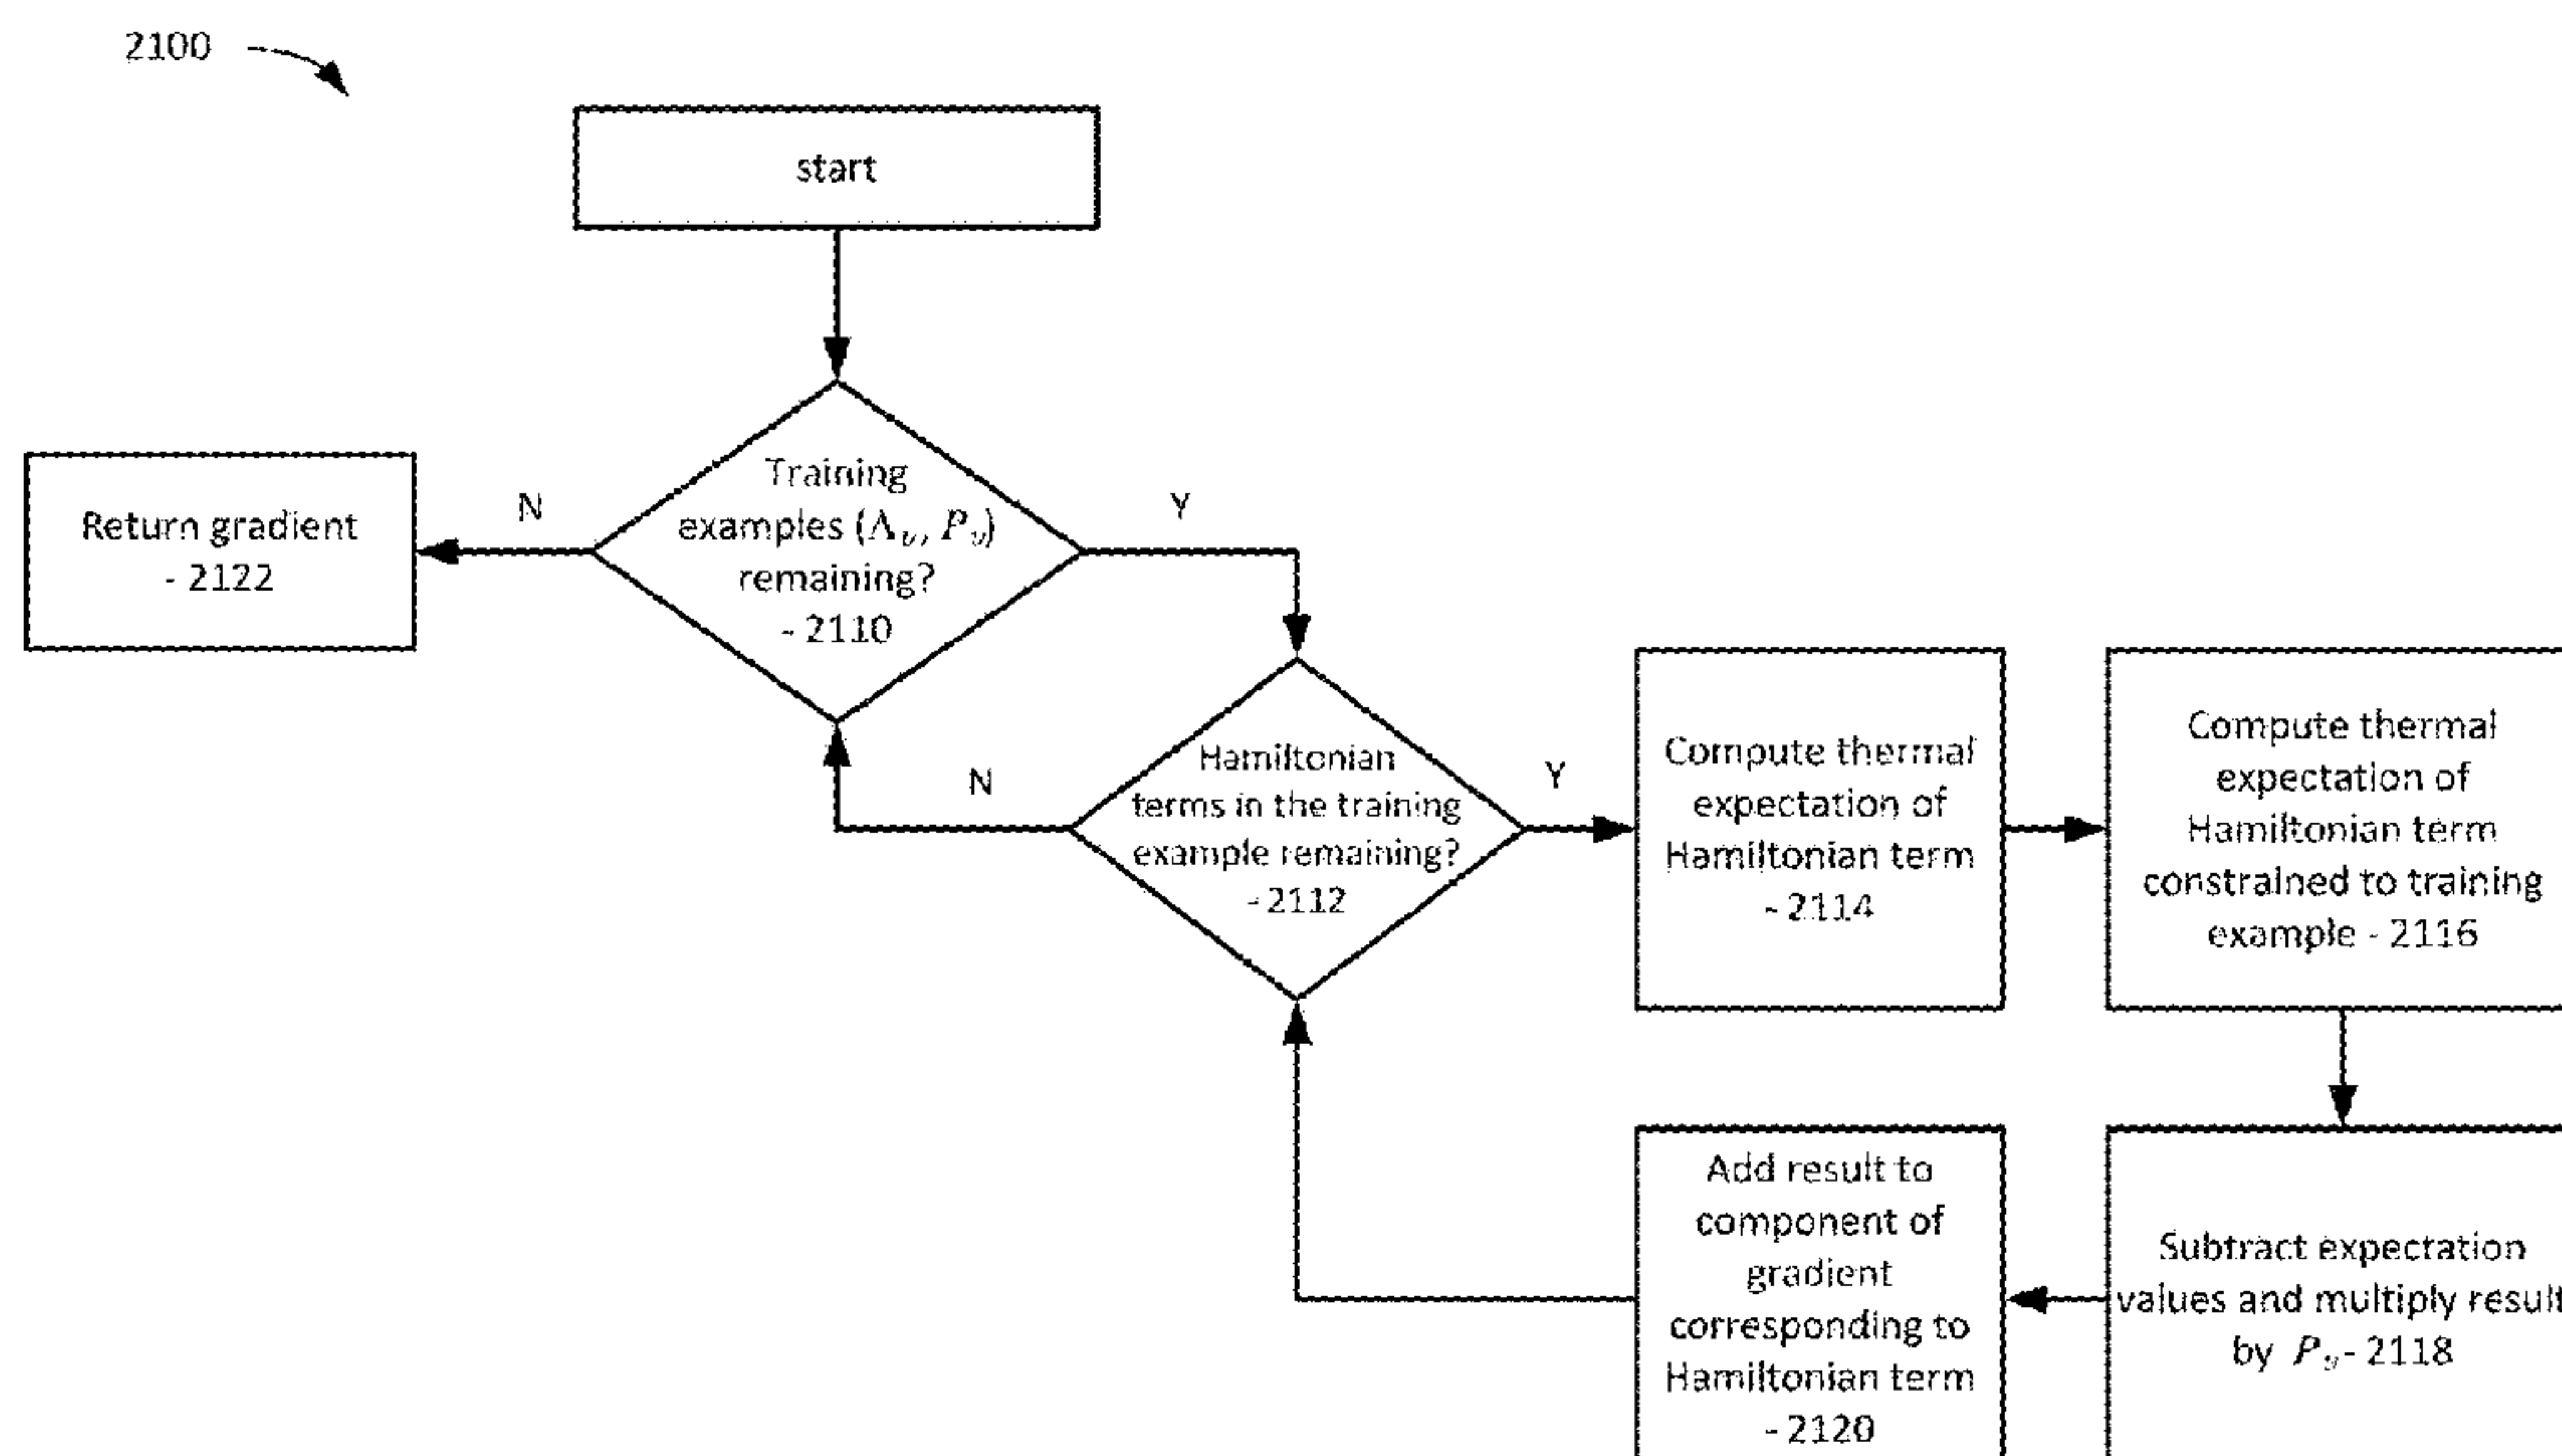 2100
start
Training
examples (Λᵥ, Pᵥ)
remaining?
- 2110
N
Y
Return gradient
- 2122
Hamiltonian
terms in the training
example remaining?
- 2112
N
Y
Compute thermal
expectation of
Hamiltonian term
- 2114
Compute thermal
expectation of
Hamiltonian term
constrained to training
example - 2116
Subtract expectation
values and multiply result
by Pᵥ - 2118
Add result to
component of
gradient
corresponding to
Hamiltonian term
- 2120